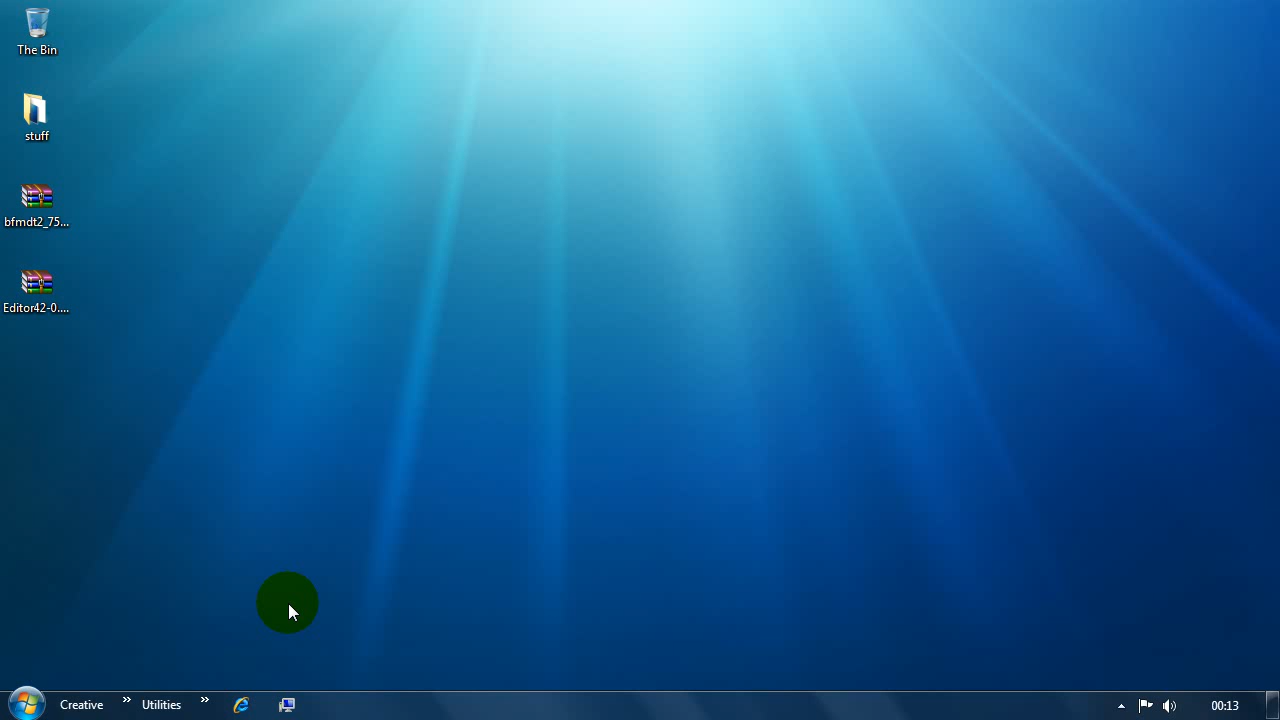 The Bin
stuff
bfmdt2_75...
Editor42-0....
Creative
Utilities
00:13